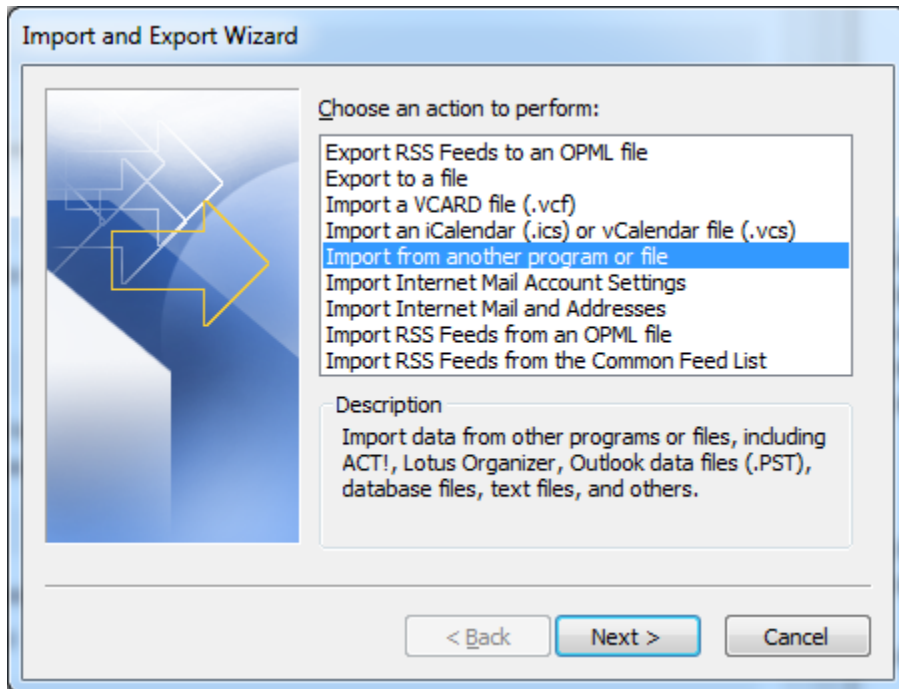 Import and Export Wizard
Choose an action to perform:
Export RSS Feeds to an OPML file
Export to a file
Import a VCARD file (.vcf)
Import an iCalendar (.ics) or vCalendar file (.vcs)
Import from another program or file
Import Internet Mail Account Settings
Import Internet Mail and Addresses
Import RSS Feeds from an OPML file
Import RSS Feeds from the Common Feed List
Description
Import data from other programs or files, including
ACT!, Lotus Organizer, Outlook data files (.PST),
database files, text files, and others.
< Back Next > Cancel